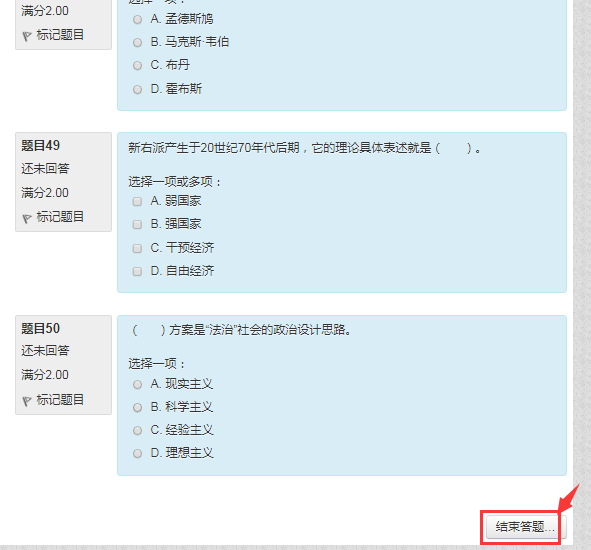 满分2.00
标记题目
选择一项：
A. 孟德斯鸠
B. 马克斯·韦伯
C. 布丹
D. 霍布斯
题目49
还未回答
满分2.00
标记题目
新右派产生于20世纪70年代后期，它的理论具体表述就是（　　）。
选择一项或多项：
A. 弱国家
B. 强国家
C. 干预经济
D. 自由经济
题目50
还未回答
满分2.00
标记题目
（　　）方案是“法治”社会的政治设计思路。
选择一项：
A. 现实主义
B. 科学主义
C. 经验主义
D. 理想主义
结束答题...